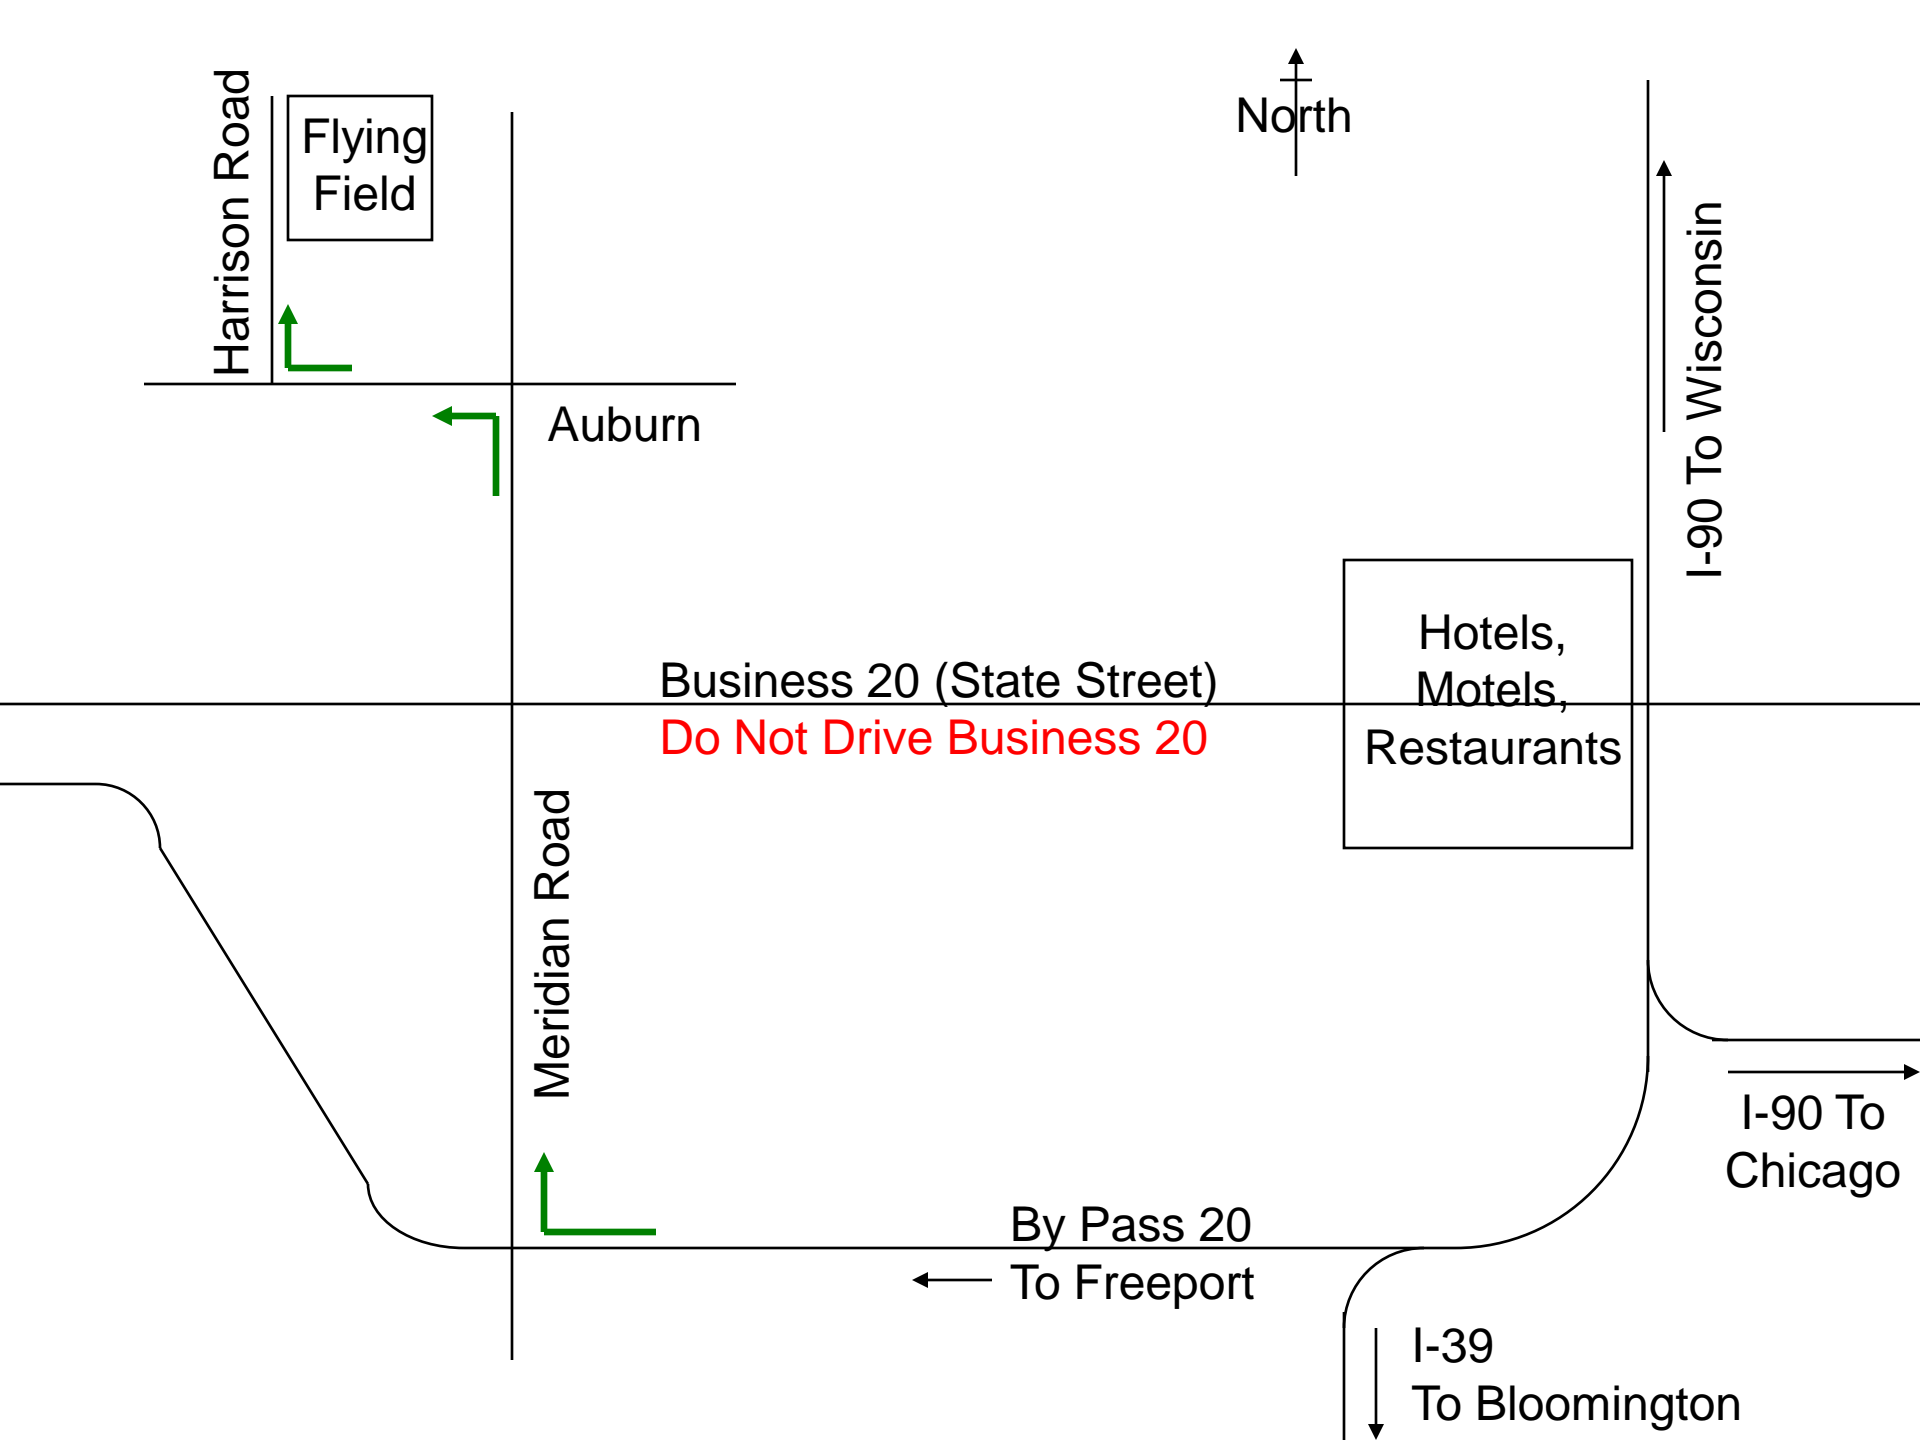 North
Harrison Road
Flying
Field
I-90 To Wisconsin
Auburn
Hotels,
Motels,
Restaurants
Business 20 (State Street)
Do Not Drive Business 20
Meridian Road
I-90 To
Chicago
By Pass 20
To Freeport
I-39
To Bloomington